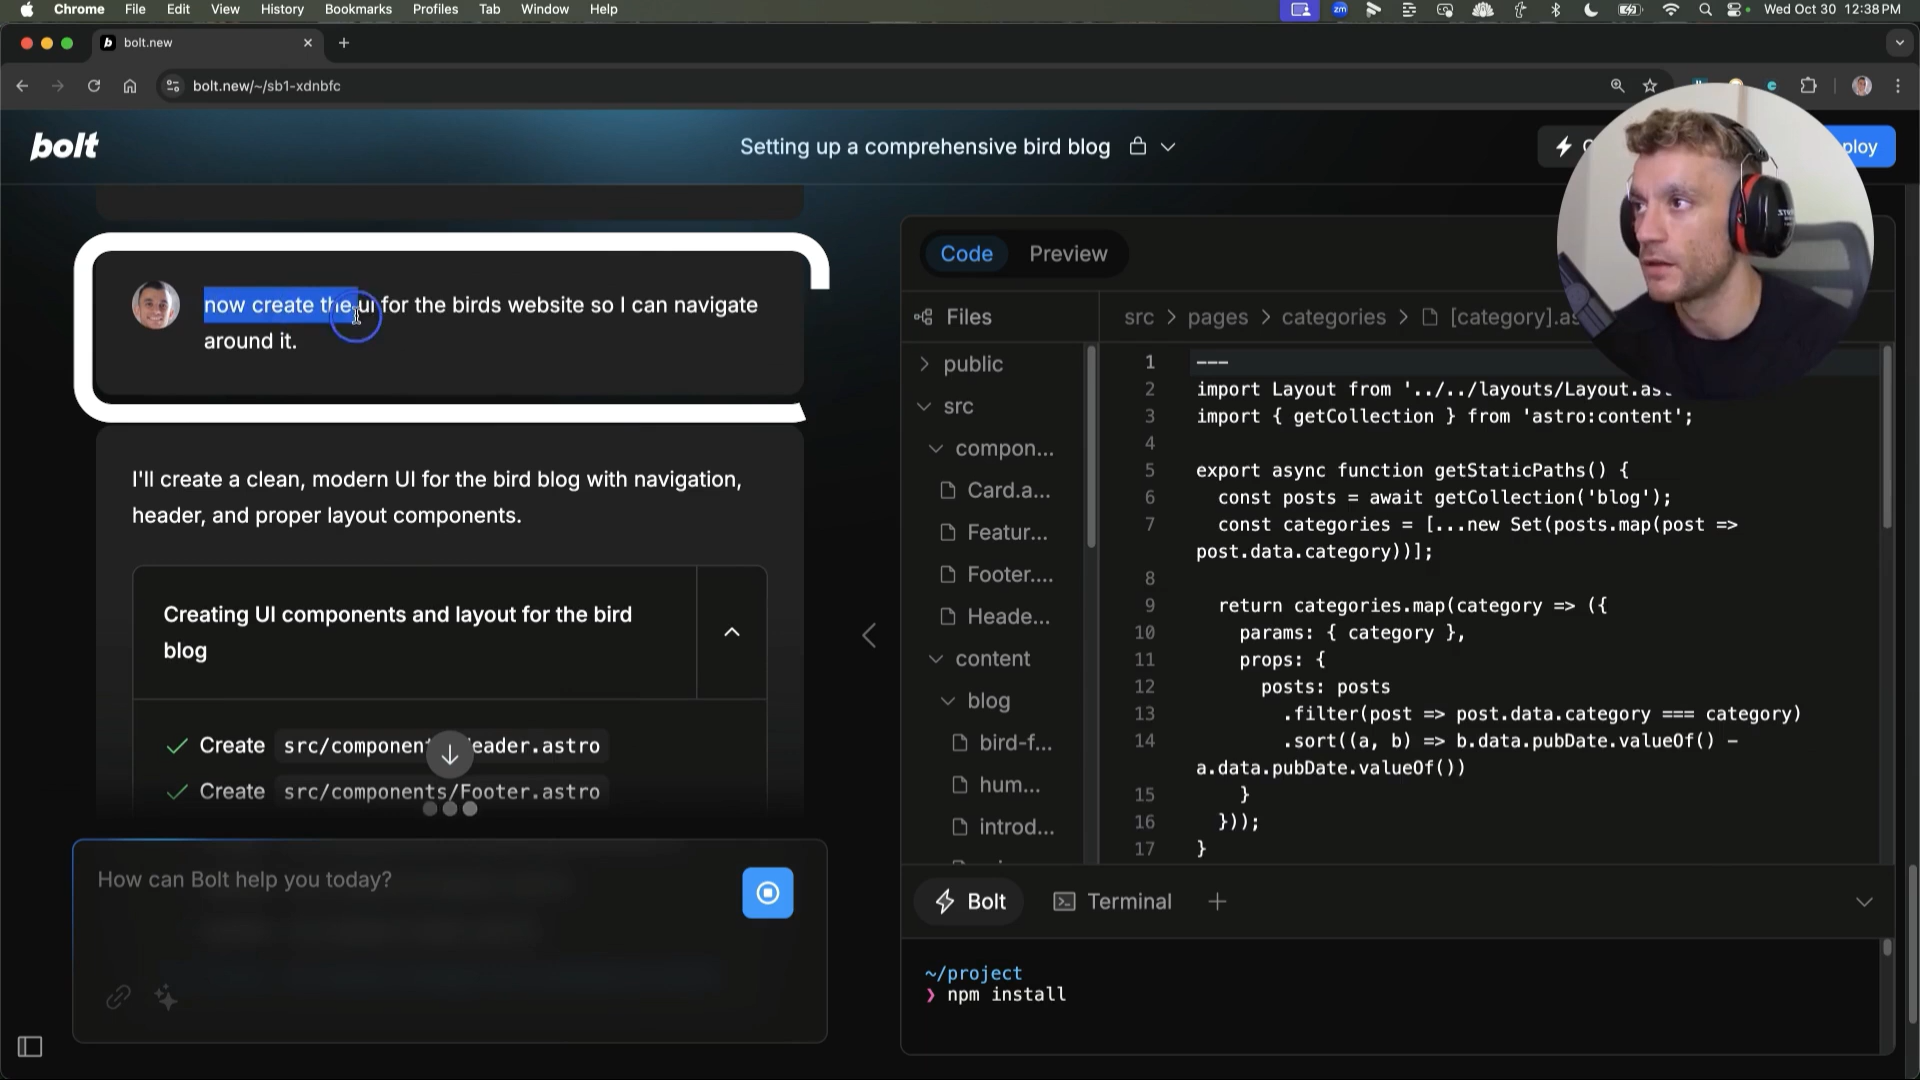 Chrome File Edit View History Bookmarks Profiles Tab Window Help zm Wed Oct 30 12:38 PM
b bolt.new
bolt.new/~/sb1-xdnbfc
bolt
Setting up a comprehensive bird blog
ploy
now create the ui for the birds website so I can navigate
around it.
I'll create a clean, modern UI for the bird blog with navigation,
header, and proper layout components.
Creating UI components and layout for the bird
blog
Create src/component eader.astro
Create src/components/Footer.astro
How can Bolt help you today?
Code Preview
Files
public
src
compon...
Card.a...
Featur...
Footer....
Heade...
content
blog
bird-f...
hum...
introd...
src > pages > categories > [category].as
1 ---
2 import Layout from '../../layouts/Layout.ast
3 import { getCollection } from 'astro:content';
4
5 export async function getStaticPaths() {
6 const posts = await getCollection('blog');
7 const categories = [...new Set(posts.map(post =>
post.data.category))];
8
9 return categories.map(category => ({
10 params: { category },
11 props: {
12 posts: posts
13 .filter(post => post.data.category === category)
14 .sort((a, b) => b.data.pubDate.valueOf() -
a.data.pubDate.valueOf())
15 }
16 }));
17 }
Bolt Terminal +
~/project
❯ npm install